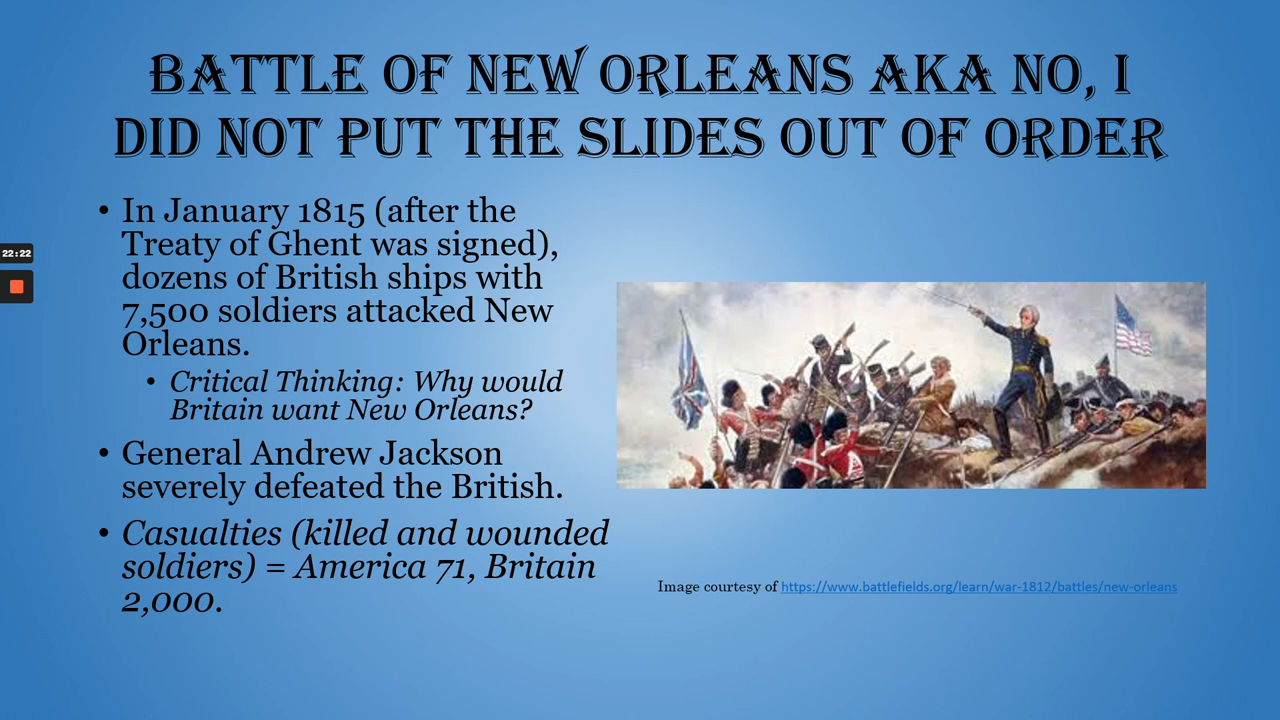 BATTLE OF NEW ORLEANS AKA NO, I
DID NOT PUT THE SLIDES OUT OF ORDER
• In January 1815 (after the
Treaty of Ghent was signed),
dozens of British ships with
7,500 soldiers attacked New
Orleans.
• Critical Thinking: Why would
Britain want New Orleans?
• General Andrew Jackson
severely defeated the British.
• Casualties (killed and wounded
soldiers) = America 71, Britain
2,000.
22:22
Image courtesy of https://www.battlefields.org/learn/war-1812/battles/new-orleans